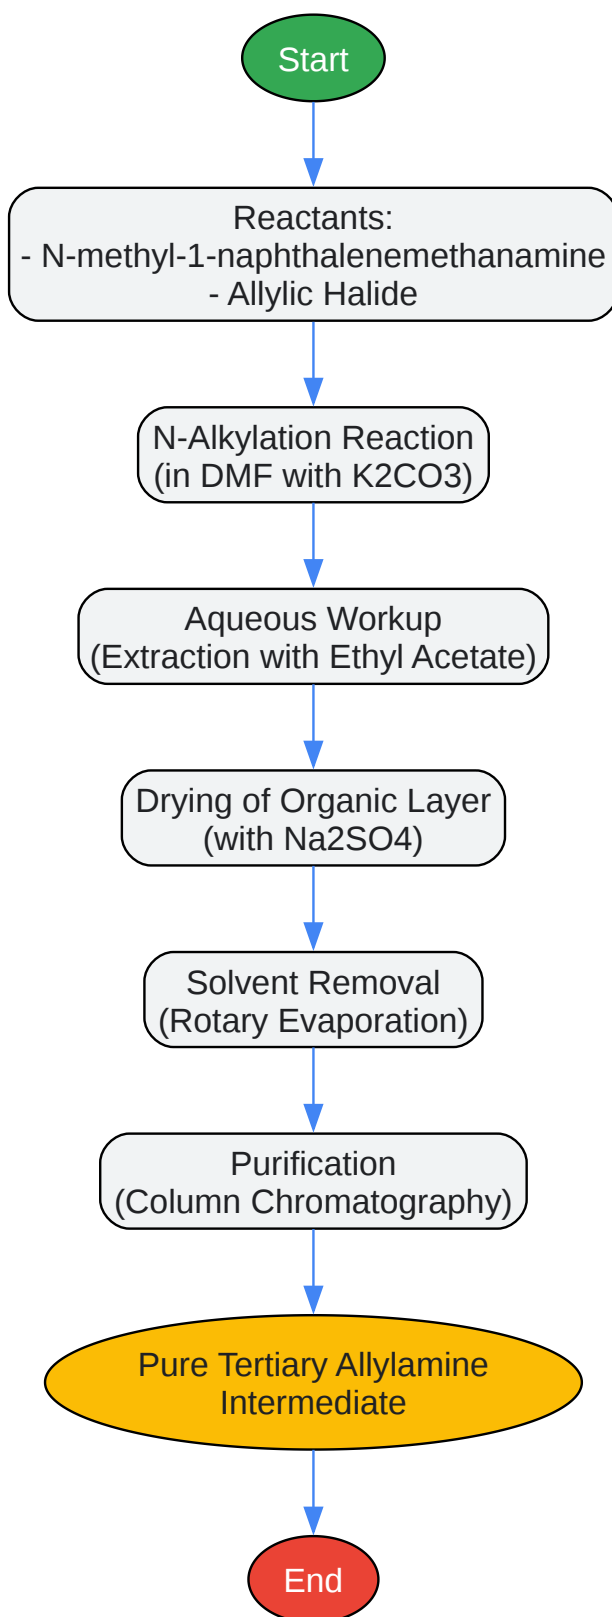 Start
Reactants:
- N-methyl-1-naphthalenemethanamine
- Allylic Halide
N-Alkylation Reaction
(in DMF with K2CO3)
Aqueous Workup
(Extraction with Ethyl Acetate)
Drying of Organic Layer
(with Na2SO4)
Solvent Removal
(Rotary Evaporation)
Purification
(Column Chromatography)
Pure Tertiary Allylamine
Intermediate
End